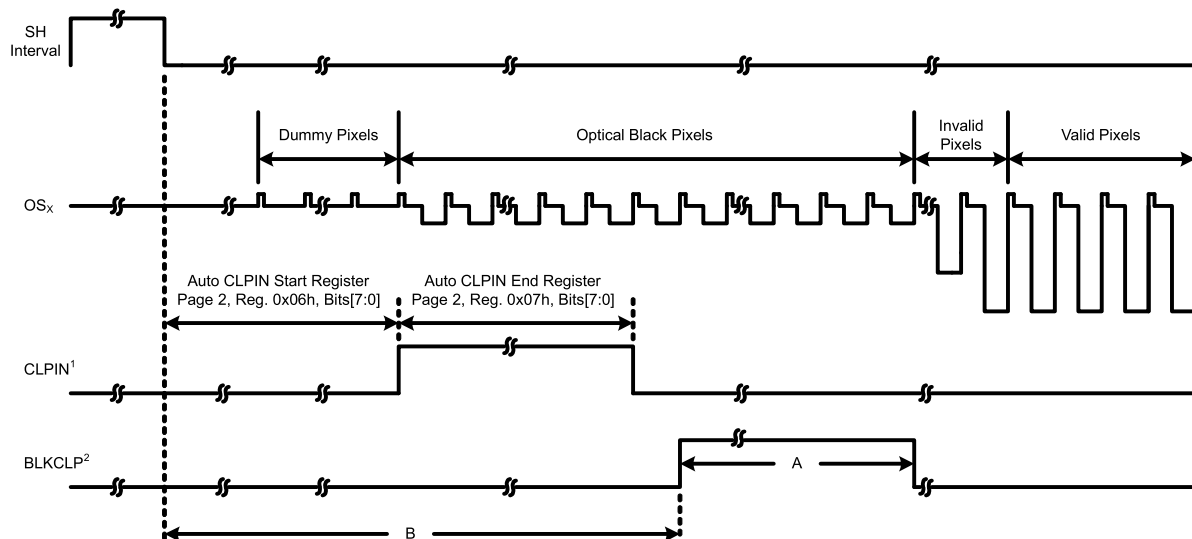 SH
Interval
Dummy Pixels
Optical Black Pixels
Invalid
Pixels
Valid Pixels
OSX
Auto CLPIN Start Register
Page 2, Reg. 0x06h, Bits[7:0]
Auto CLPIN End Register
Page 2, Reg. 0x07h, Bits[7:0]
CLPIN1
BLKCLP2
A
B